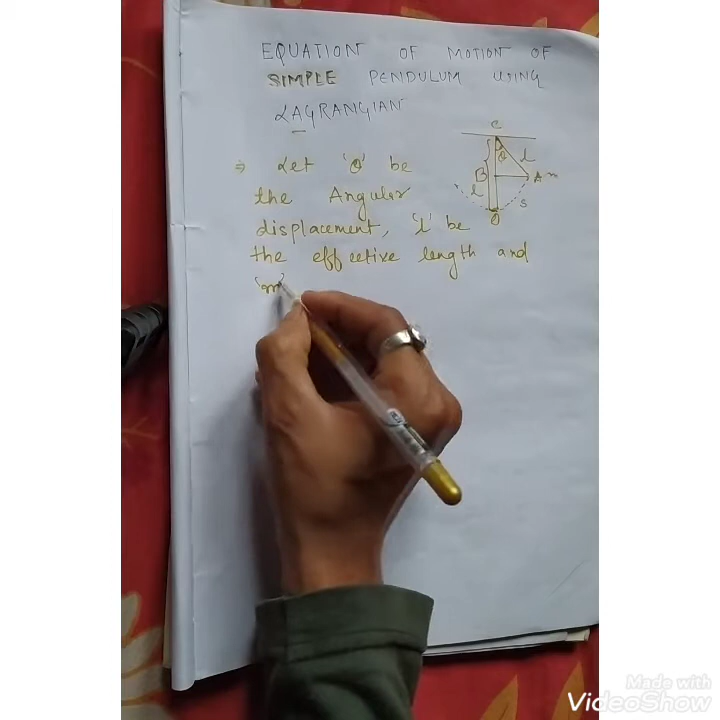 EQUATION OF MOTION OF
SIMPLE PENDULUM USING
LAGRANGIAN
⇒ Let 'θ' be
the Angular
displacement, 'l' be
the effective length and
'm'
C
θ
l
B
A m
l
s
O
Made with
VideoShow